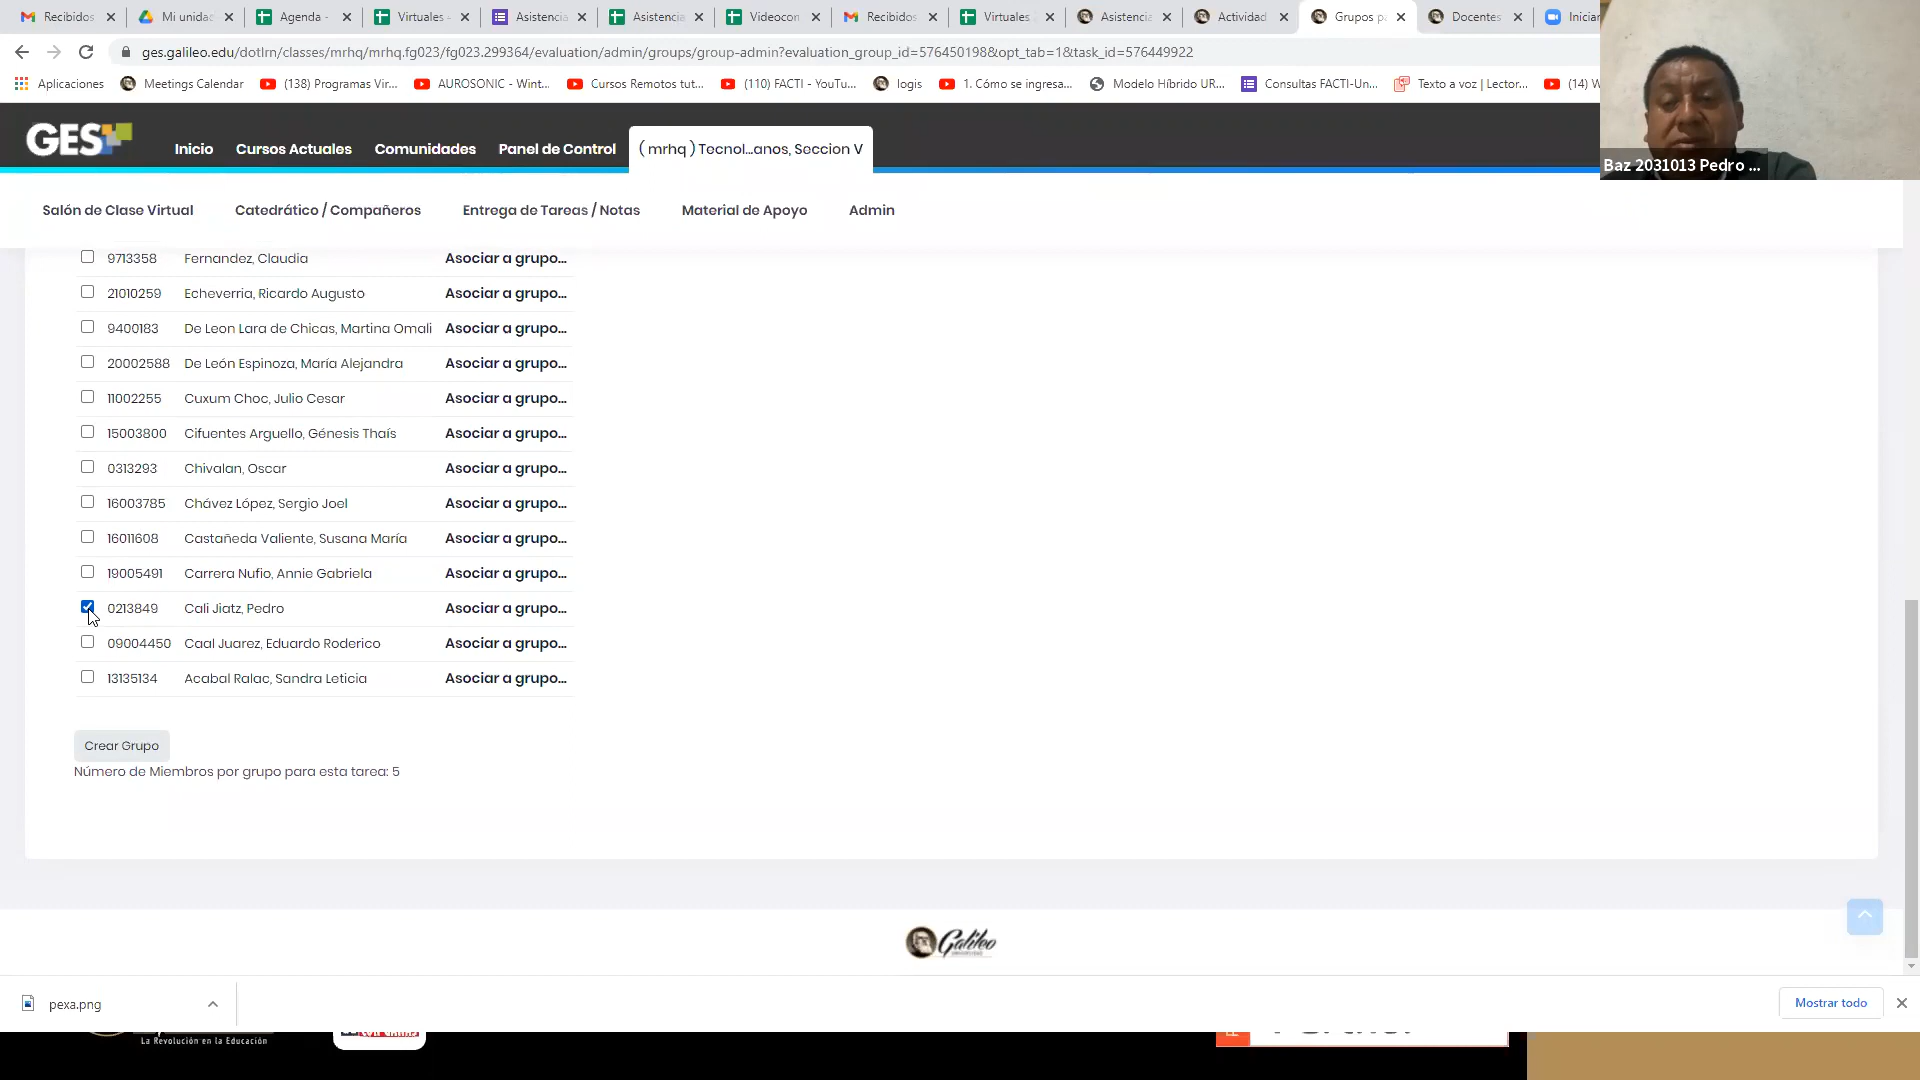 Recibidos
Mi unidad
Agenda -
Virtuales -
Asistencia
Asistencia
Videocon
Recibidos
Virtuales
Asistencia
Actividad
Grupos pa
Docentes
Iniciar
ges.galileo.edu/dotlrn/classes/mrhq/mrhq.fg023/fg023.299364/evaluation/admin/groups/group-admin?evaluation_group_id=576450198&opt_tab=1&task_id=576449922
Aplicaciones
Meetings Calendar
(138) Programas Vir...
AUROSONIC - Wint...
Cursos Remotos tut...
(110) FACTI - YouTu...
logis
1. Cómo se ingresa...
Modelo Híbrido UR...
Consultas FACTI-Un...
Texto a voz | Lector...
(14) W
Baz 2031013 Pedro ...
GES
Inicio
Cursos Actuales
Comunidades
Panel de Control
( mrhq ) Tecnol...anos, Seccion V
Salón de Clase Virtual
Catedrático / Compañeros
Entrega de Tareas / Notas
Material de Apoyo
Admin
9713358 Fernandez, Claudia Asociar a grupo...
21010259 Echeverria, Ricardo Augusto Asociar a grupo...
9400183 De Leon Lara de Chicas, Martina Omali Asociar a grupo...
20002588 De León Espinoza, María Alejandra Asociar a grupo...
11002255 Cuxum Choc, Julio Cesar Asociar a grupo...
15003800 Cifuentes Arguello, Génesis Thaís Asociar a grupo...
0313293 Chivalan, Oscar Asociar a grupo...
16003785 Chávez López, Sergio Joel Asociar a grupo...
16011608 Castañeda Valiente, Susana María Asociar a grupo...
19005491 Carrera Nufio, Annie Gabriela Asociar a grupo...
0213849 Cali Jiatz, Pedro Asociar a grupo...
09004450 Caal Juarez, Eduardo Roderico Asociar a grupo...
13135134 Acabal Ralac, Sandra Leticia Asociar a grupo...
Crear Grupo
Número de Miembros por grupo para esta tarea: 5
Galileo
UNIVERSIDAD
pexa.png
Mostrar todo
La Revolución en la Educación